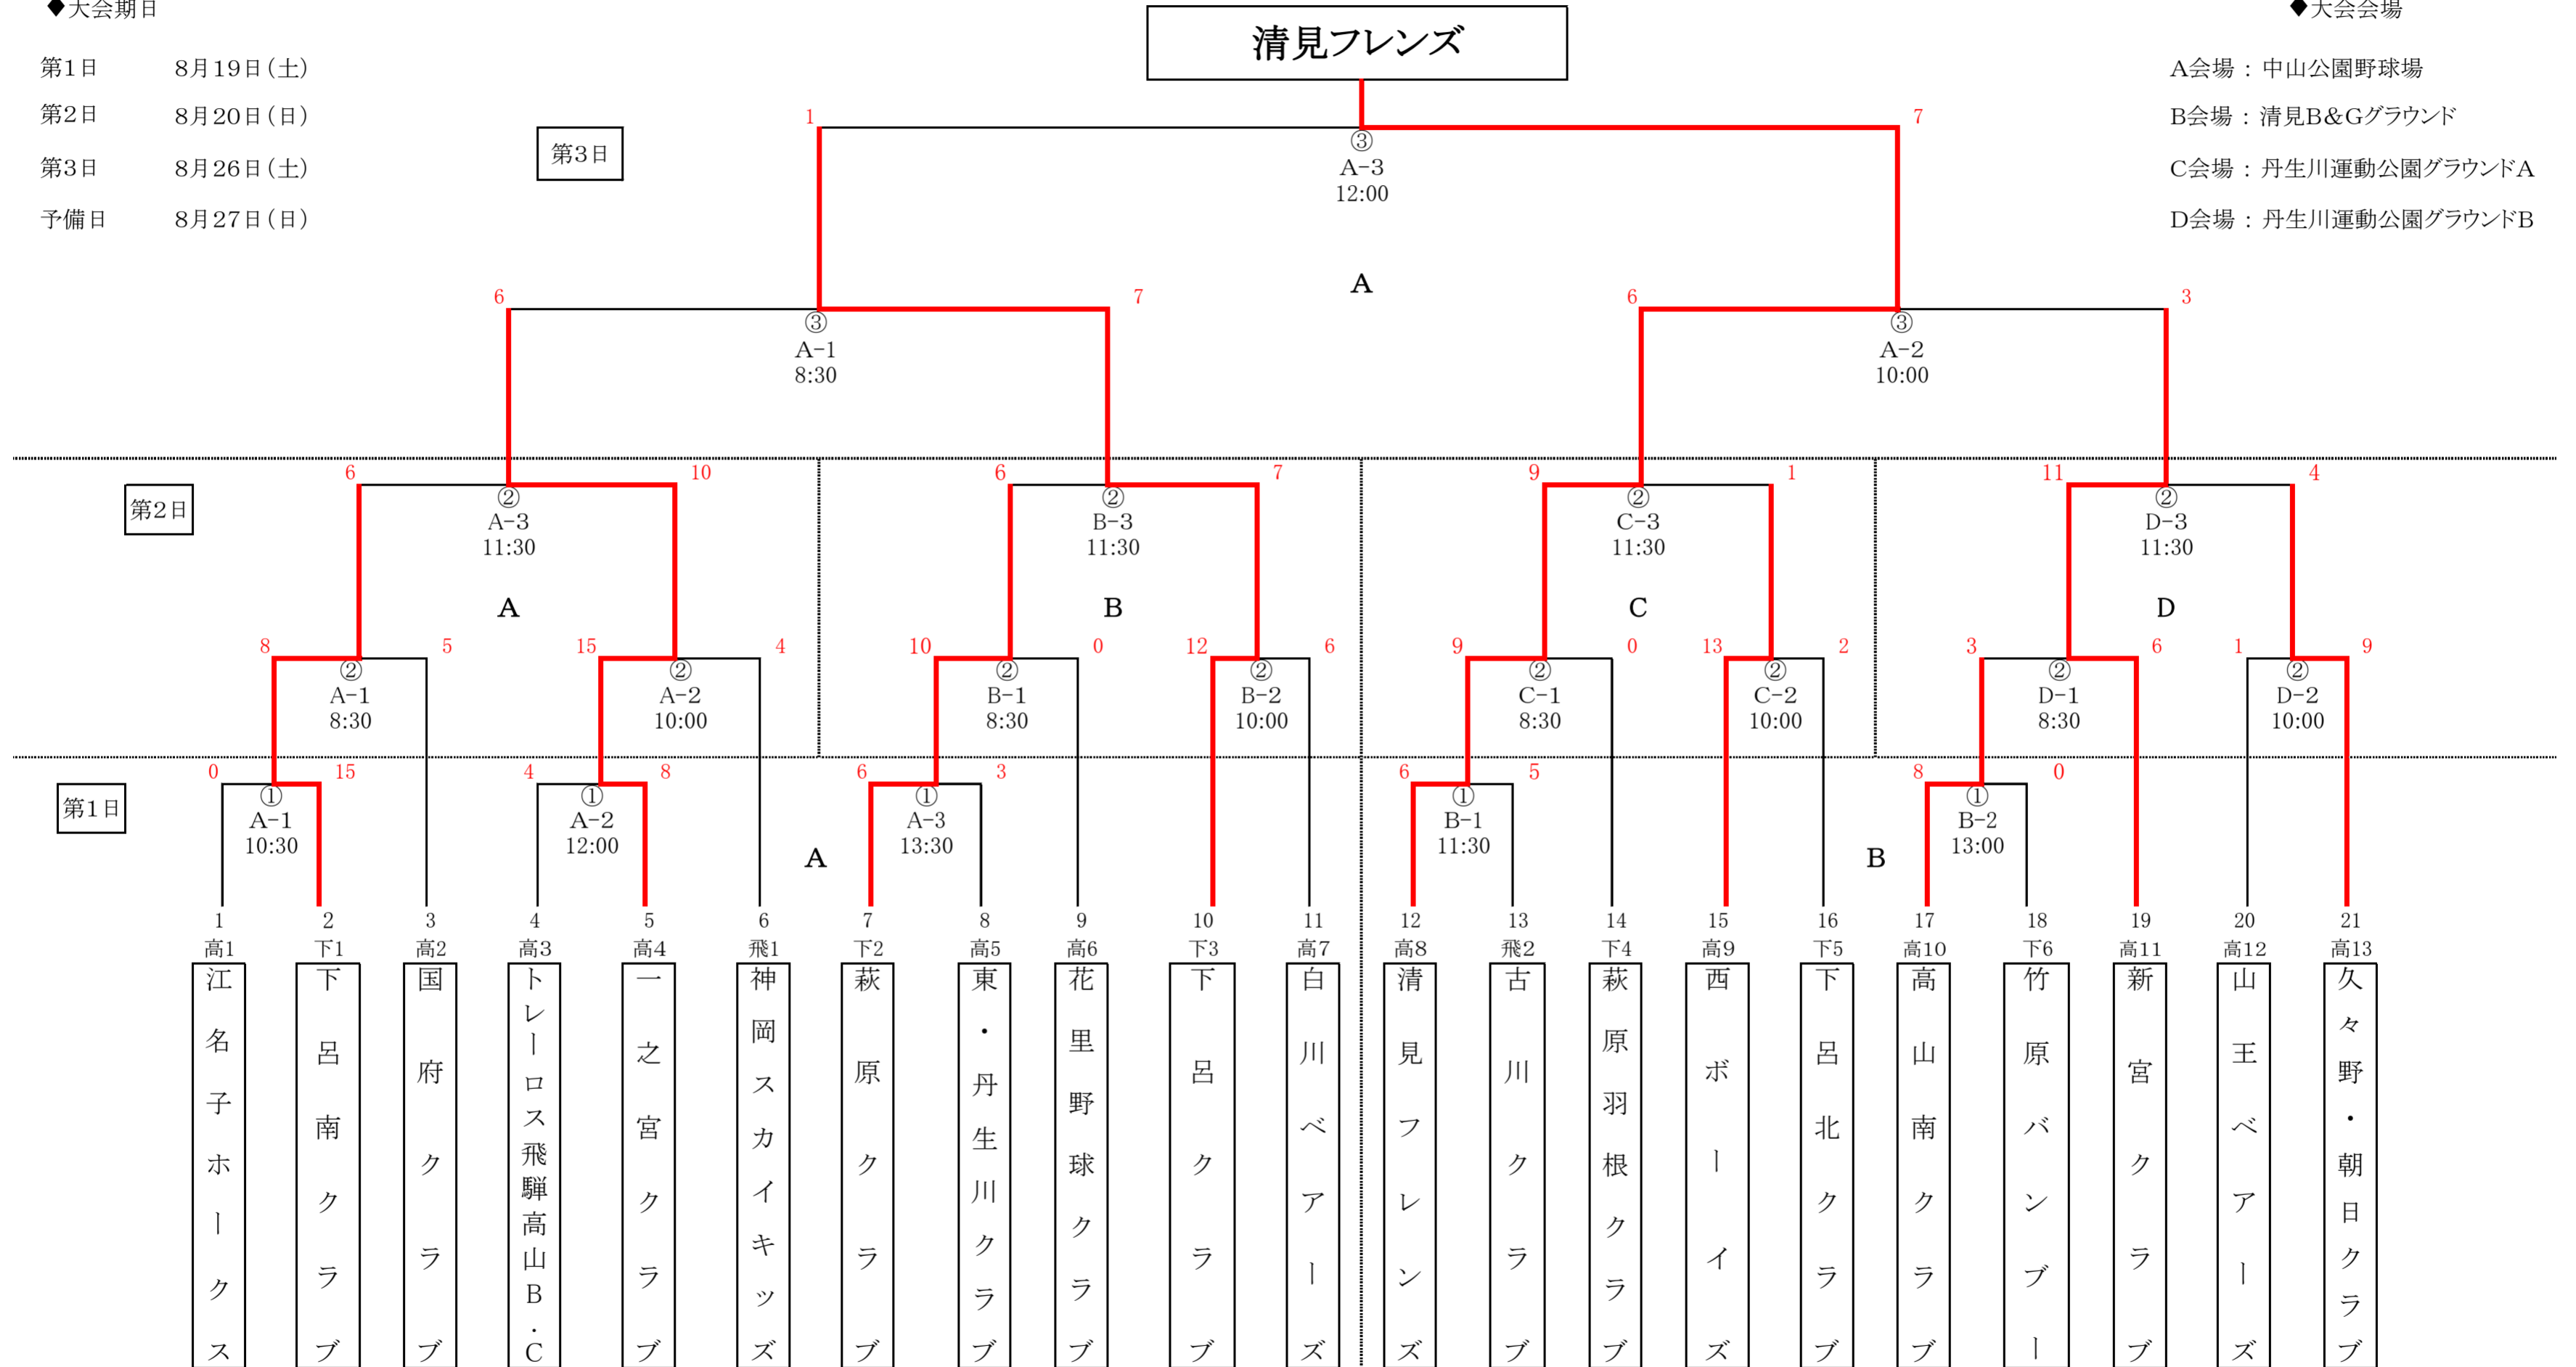 ◆大会期日
◆大会会場
清見フレンズ
第1日 8月19日(土)
第2日 8月20日(日)
第3日 8月26日(土)
予備日 8月27日(日)
A会場 : 中山公園野球場
B会場 : 清見B&Gグラウンド
C会場 : 丹生川運動公園グラウンドA
D会場 : 丹生川運動公園グラウンドB
1 7
第3日
③
A-3
12:00
A
6 7 6 3
③ ③
A-1 A-2
8:30 10:00
6 10 6 7 9 1 11 4
第2日
② ② ② ②
A-3 B-3 C-3 D-3
11:30 11:30 11:30 11:30
A B C D
8 5 15 4 10 0 12 6 9 0 13 2 3 6 1 9
② ② ② ② ② ② ② ②
A-1 A-2 B-1 B-2 C-1 C-2 D-1 D-2
8:30 10:00 8:30 10:00 8:30 10:00 8:30 10:00
0 15 4 8 6 3 6 5 8 0
第1日
① ① ① ① ①
A-1 A-2 A-3 B-1 B-2
10:30 12:00 13:30 11:30 13:00
A B
1 2 3 4 5 6 7 8 9 10 11 12 13 14 15 16 17 18 19 20 21
高1 下1 高2 高3 高4 飛1 下2 高5 高6 下3 高7 高8 飛2 下4 高9 下5 高10 下6 高11 高12 高13
江名子ホークス
下呂南クラブ
国府クラブ
トレーロス飛騨高山B.C
一之宮クラブ
神岡スカイキッズ
萩原クラブ
東・丹生川クラブ
花里野球クラブ
下呂クラブ
白川ベアーズ
清見フレンズ
古川クラブ
萩原羽根クラブ
西ボーイズ
下呂北クラブ
高山南クラブ
竹原バンブー
新宮クラブ
山王ベアーズ
久々野・朝日クラブ